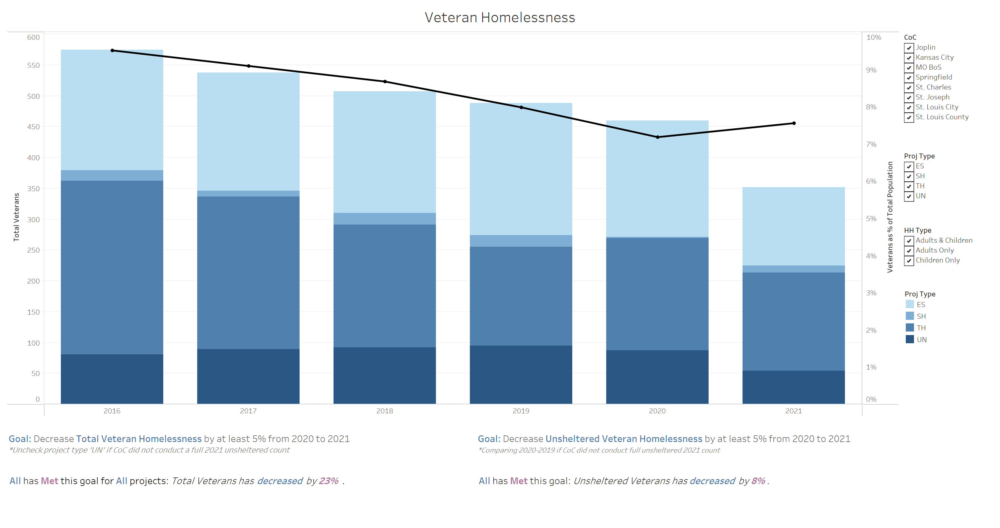 Veteran Homelessness
600
550
500
450
400
350
300
250
200
150
100
50
0
Total Veterans
2016
2017
2018
2019
2020
2021
10%
9%
8%
7%
6%
5%
4%
3%
2%
1%
0%
Veterans as % of Total Population
CoC
Joplin
Kansas City
MO BoS
Springfield
St. Charles
St. Joseph
St. Louis City
St. Louis County
Proj Type
ES
SH
TH
UN
HH Type
Adults & Children
Adults Only
Children Only
Proj Type
ES
SH
TH
UN
Goal: Decrease Total Veteran Homelessness by at least 5% from 2020 to 2021
*Uncheck project type 'UN' if CoC did not conduct a full 2021 unsheltered count
All has Met this goal for All projects: Total Veterans has decreased by 23% .
Goal: Decrease Unsheltered Veteran Homelessness by at least 5% from 2020 to 2021
*Comparing 2020-2019 if CoC did not conduct full unsheltered 2021 count
All has Met this goal: Unsheltered Veterans has decreased by 8% .